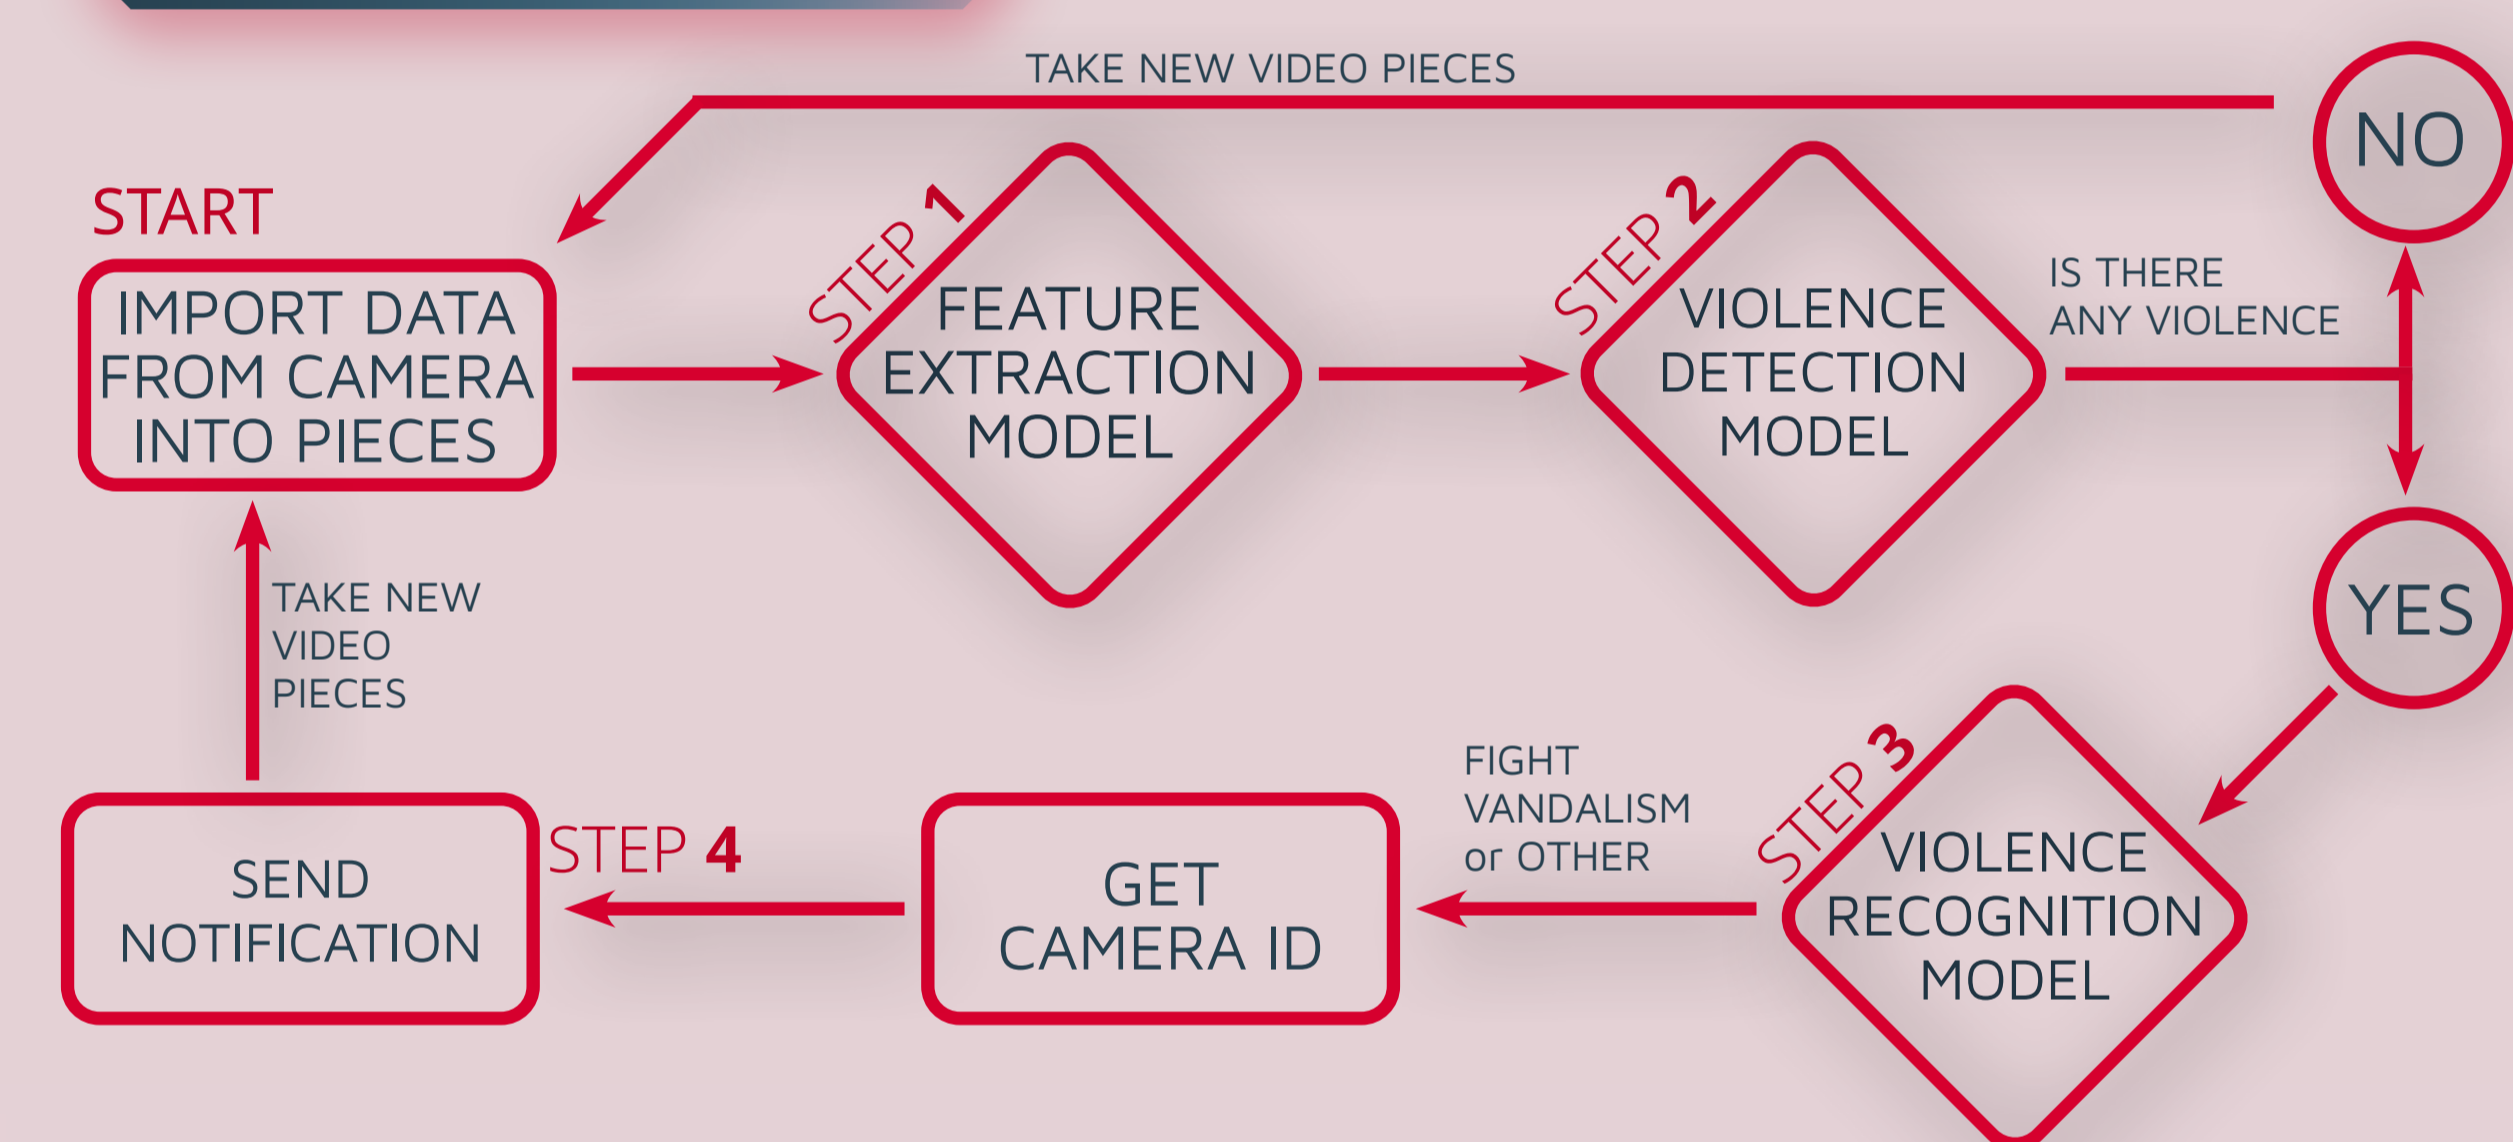 TAKE NEW VIDEO PIECES
NO
START
IMPORT DATA
FROM CAMERA
INTO PIECES
STEP 1
FEATURE
EXTRACTION
MODEL
STEP 2
VIOLENCE
DETECTION
MODEL
IS THERE
ANY VIOLENCE
YES
TAKE NEW
VIDEO
PIECES
STEP 3
VIOLENCE
RECOGNITION
MODEL
FIGHT
VANDALISM
or OTHER
GET
CAMERA ID
STEP 4
SEND
NOTIFICATION